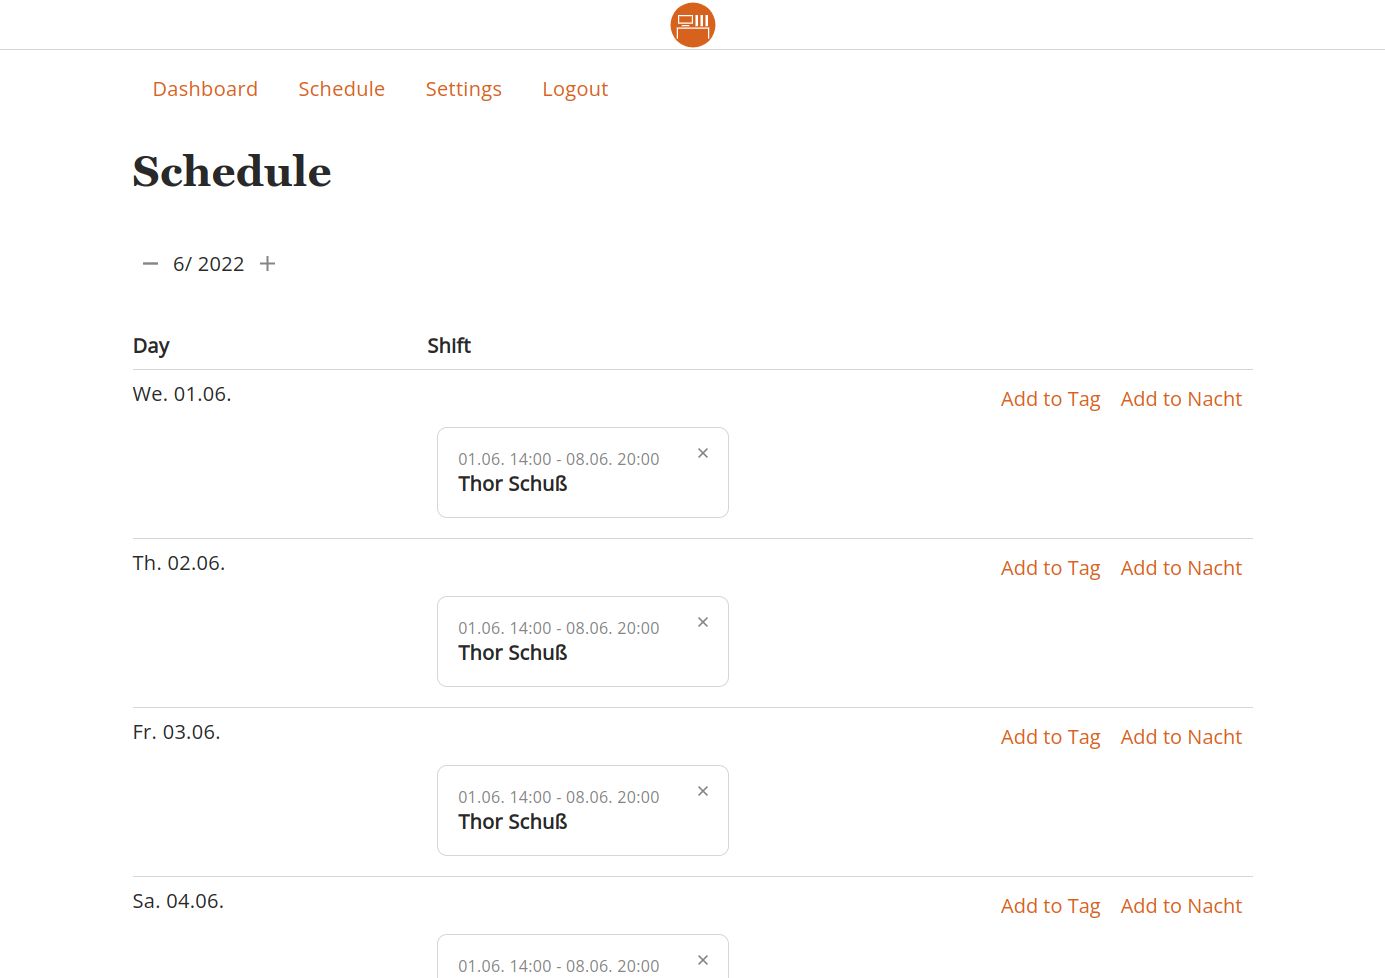 Dashboard Schedule Settings Logout
Schedule
− 6/ 2022 +
Day Shift
We. 01.06. Add to Tag Add to Nacht
01.06. 14:00 - 08.06. 20:00 ×
Thor Schuß
Th. 02.06. Add to Tag Add to Nacht
01.06. 14:00 - 08.06. 20:00 ×
Thor Schuß
Fr. 03.06. Add to Tag Add to Nacht
01.06. 14:00 - 08.06. 20:00 ×
Thor Schuß
Sa. 04.06. Add to Tag Add to Nacht
01.06. 14:00 - 08.06. 20:00 ×